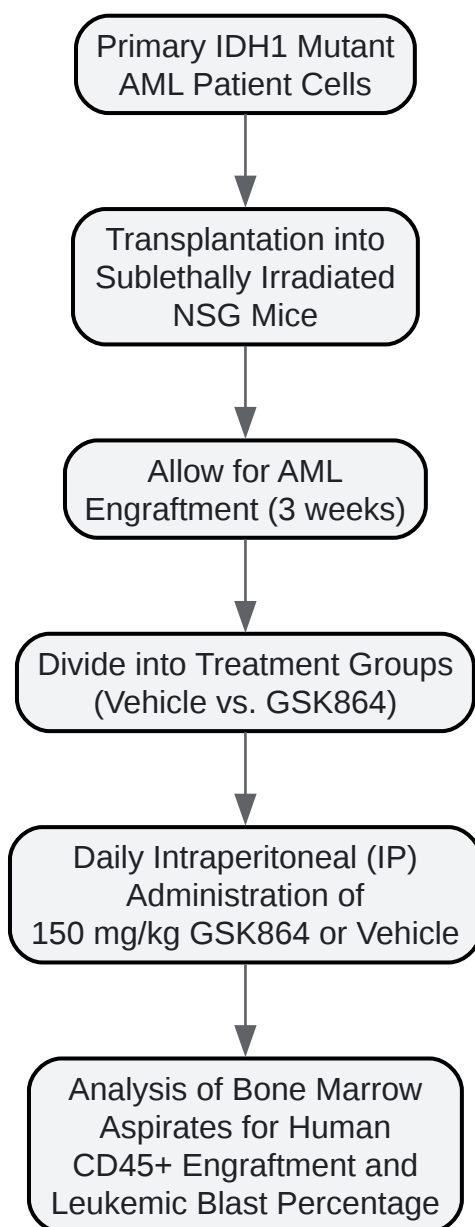 Primary IDH1 Mutant
AML Patient Cells
Transplantation into
Sublethally Irradiated
NSG Mice
Allow for AML
Engraftment (3 weeks)
Divide into Treatment Groups
(Vehicle vs. GSK864)
Daily Intraperitoneal (IP)
Administration of
150 mg/kg GSK864 or Vehicle
Analysis of Bone Marrow
Aspirates for Human
CD45+ Engraftment and
Leukemic Blast Percentage